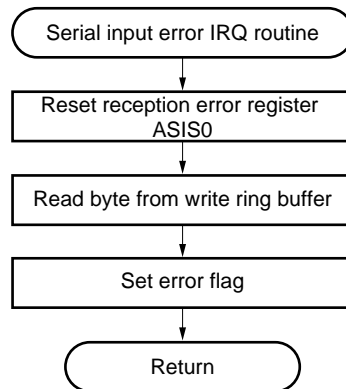 Serial input error IRQ routine
Reset reception error register
ASIS0
Read byte from write ring buffer
Set error flag
Return